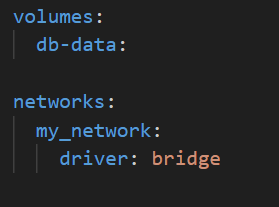 volumes:
  db-data:

networks:
  my_network:
    driver: bridge